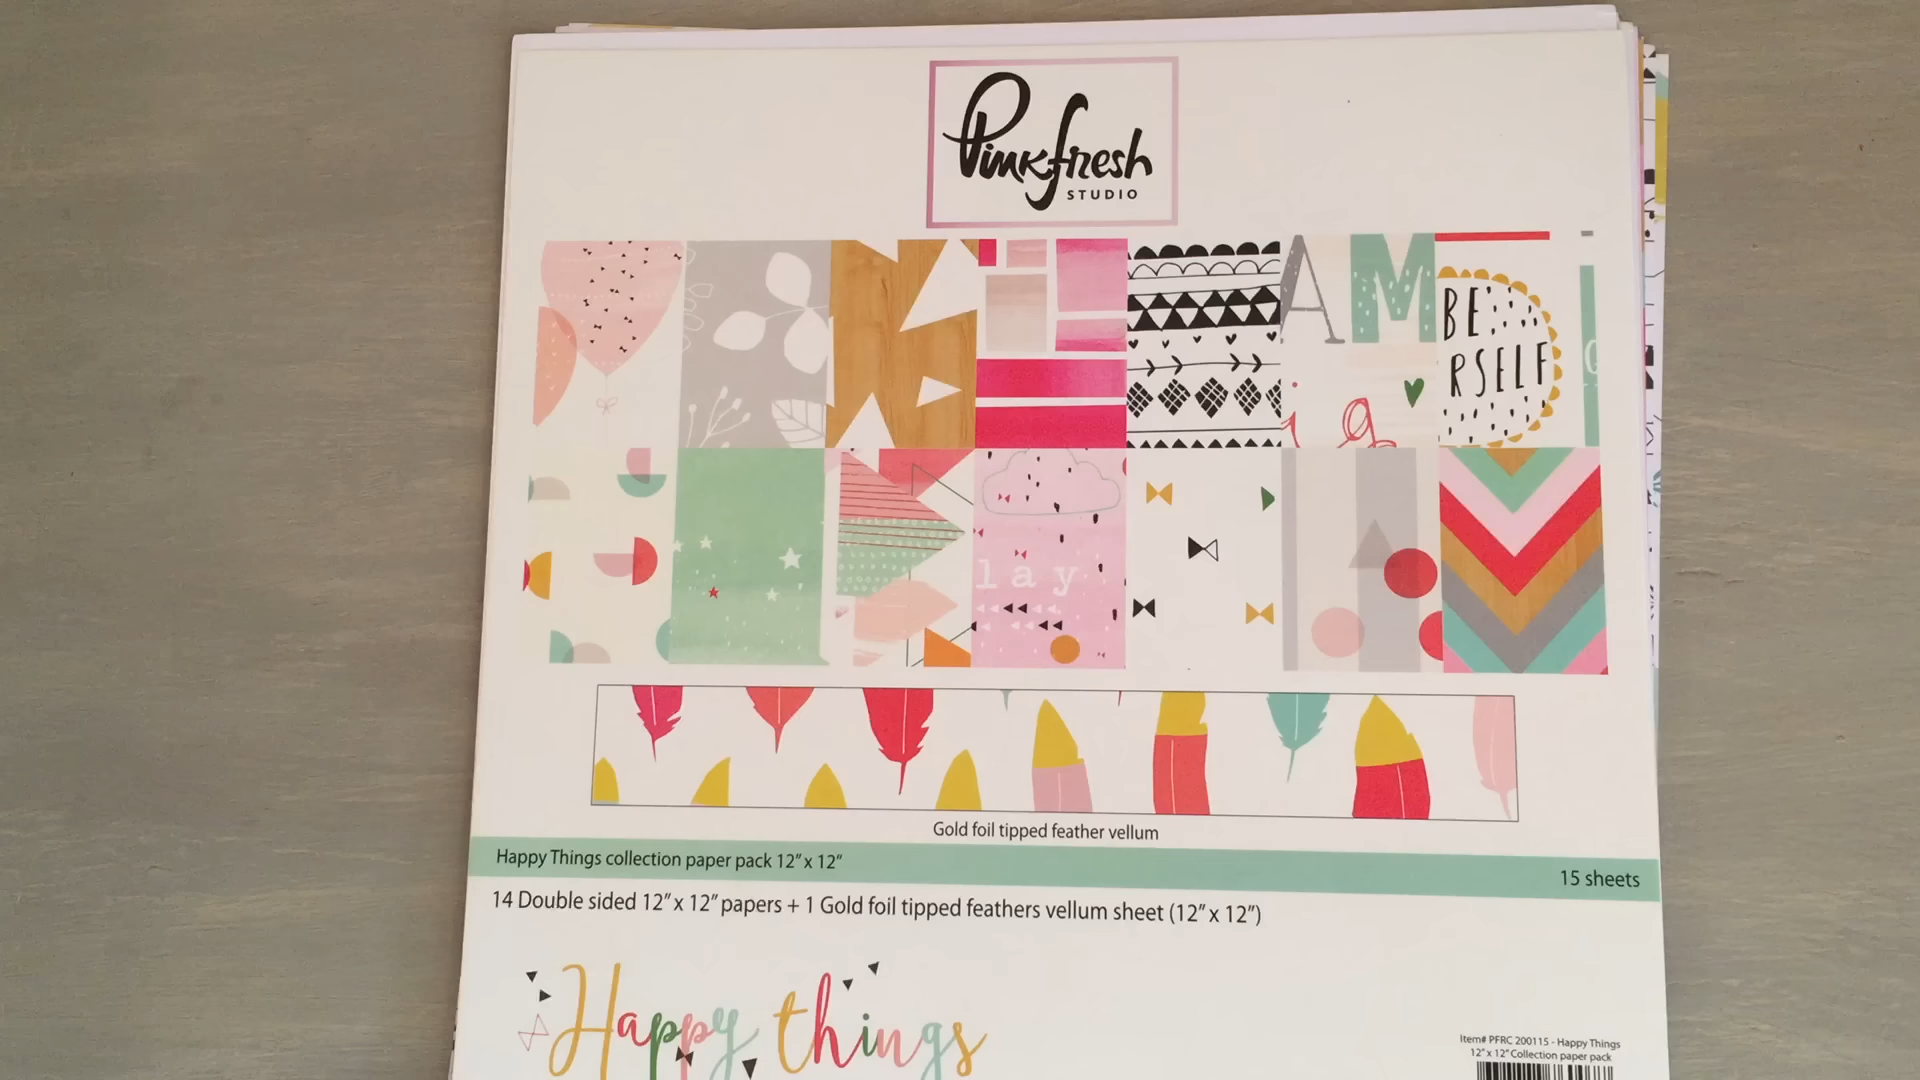 Pinkfresh
STUDIO
AM
BE
RSELF
i g
lay
Gold foil tipped feather vellum
Happy Things collection paper pack 12" x 12"
15 sheets
14 Double sided 12" x 12" papers + 1 Gold foil tipped feathers vellum sheet (12" x 12")
Happy things
Item# PFRC 200115 - Happy Things
12" x 12" Collection paper pack